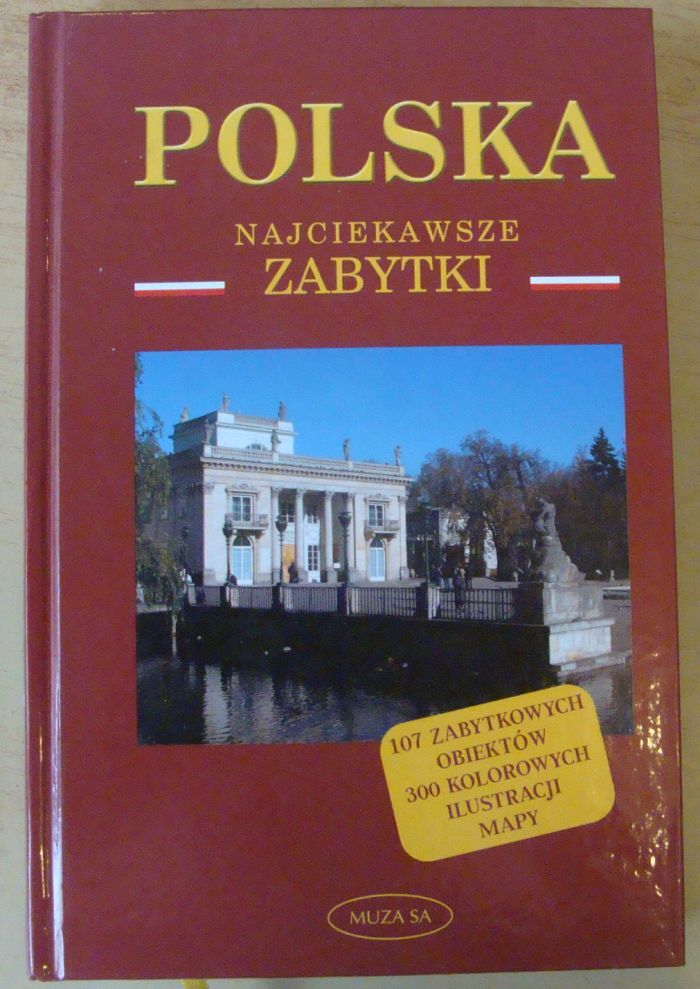 POLSKA
NAJCIEKAWSZE
ZABYTKI
107 ZABYTKOWYCH
OBIEKTÓW
300 KOLOROWYCH
ILUSTRACJI
MAPY
MUZA SA